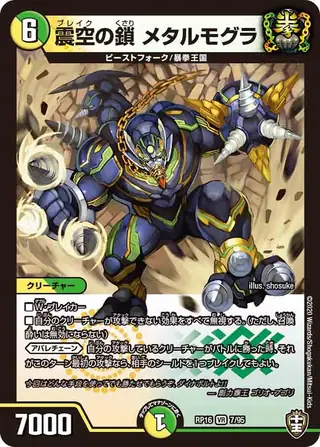 6
震空の鎖 メタルモグラ
ブレイク
くさり
ビーストフォーク/暴拳王国
illus. shosuke
クリーチャー
■W・ブレイカー
■自分のクリーチャーが攻撃できない効果をすべて無視する。(ただし、召喚
酔いは無効にならない)
アバレチェーン
自分の攻撃しているクリーチャーがバトルに勝った時、それ
がこのターン最初の攻撃なら、相手のシールドを1つブレイクしてもよい。
7000
1
RP16 VR 7/95
©2020 Wizards/Shogakukan/Mitsui-Kids